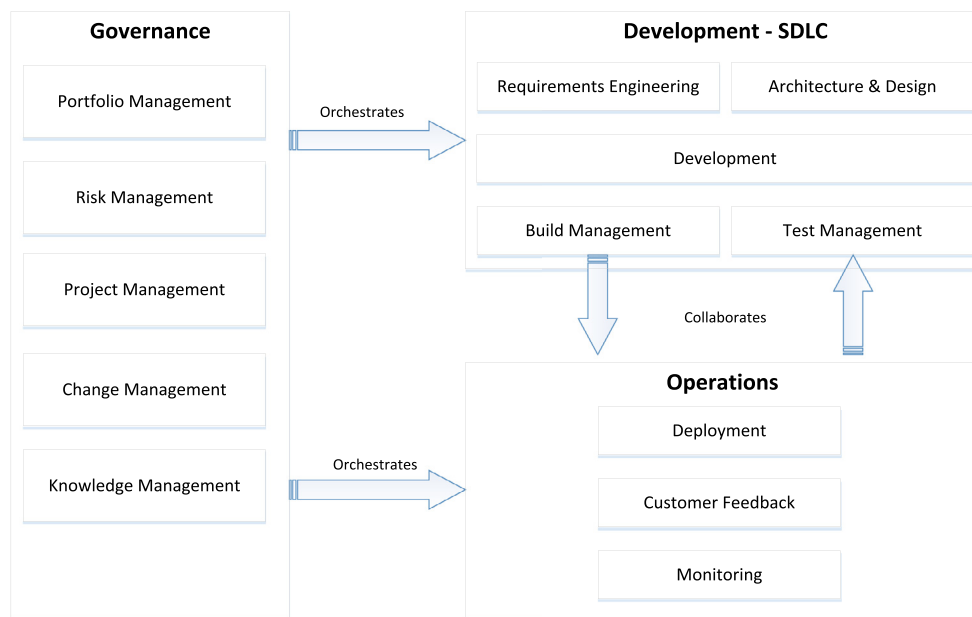 Governance
Portfolio Management
Risk Management
Project Management
Change Management
Knowledge Management
Orchestrates
Orchestrates
Development - SDLC
Requirements Engineering
Architecture & Design
Development
Build Management
Test Management
Collaborates
Operations
Deployment
Customer Feedback
Monitoring